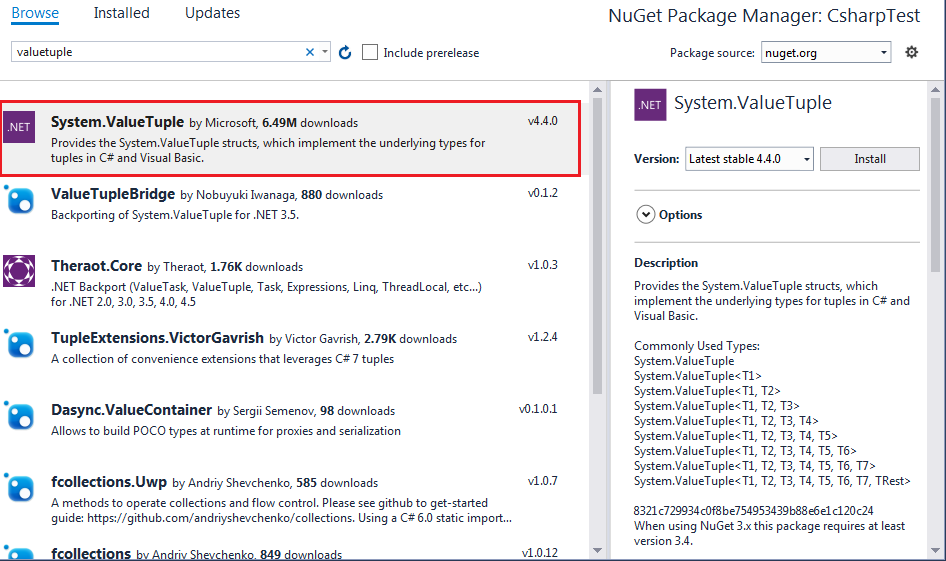 Browse Installed Updates NuGet Package Manager: CsharpTest
valuetuple Include prerelease Package source: nuget.org
.NET System.ValueTuple by Microsoft, 6.49M downloads v4.4.0
Provides the System.ValueTuple structs, which implement the underlying types for
tuples in C# and Visual Basic.
ValueTupleBridge by Nobuyuki Iwanaga, 880 downloads v0.1.2
Backporting of System.ValueTuple for .NET 3.5.
Theraot.Core by Theraot, 1.76K downloads v1.0.3
.NET Backport (ValueTask, ValueTuple, Task, Expressions, Linq, ThreadLocal, etc...)
for .NET 2.0, 3.0, 3.5, 4.0, 4.5
TupleExtensions.VictorGavrish by Victor Gavrish, 2.79K downloads v1.2.4
A collection of convenience extensions that leverages C# 7 tuples
Dasync.ValueContainer by Sergii Semenov, 98 downloads v0.1.0.1
Allows to build POCO types at runtime for proxies and serialization
fcollections.Uwp by Andriy Shevchenko, 585 downloads v1.0.7
A methods to operate collections and flow control. Please see github to get-started
guide: https://github.com/andriyshevchenko/collections. Using a C# 6.0 static import...
fcollections by Andriy Shevchenko, 849 downloads v1.0.12
.NET System.ValueTuple
Version: Latest stable 4.4.0 Install
Options
Description
Provides the System.ValueTuple structs, which
implement the underlying types for tuples in C# and
Visual Basic.
Commonly Used Types:
System.ValueTuple
System.ValueTuple<T1>
System.ValueTuple<T1, T2>
System.ValueTuple<T1, T2, T3>
System.ValueTuple<T1, T2, T3, T4>
System.ValueTuple<T1, T2, T3, T4, T5>
System.ValueTuple<T1, T2, T3, T4, T5, T6>
System.ValueTuple<T1, T2, T3, T4, T5, T6, T7>
System.ValueTuple<T1, T2, T3, T4, T5, T6, T7, TRest>
8321c729934c0f8be754953439b88e6e1c120c24
When using NuGet 3.x this package requires at least
version 3.4.